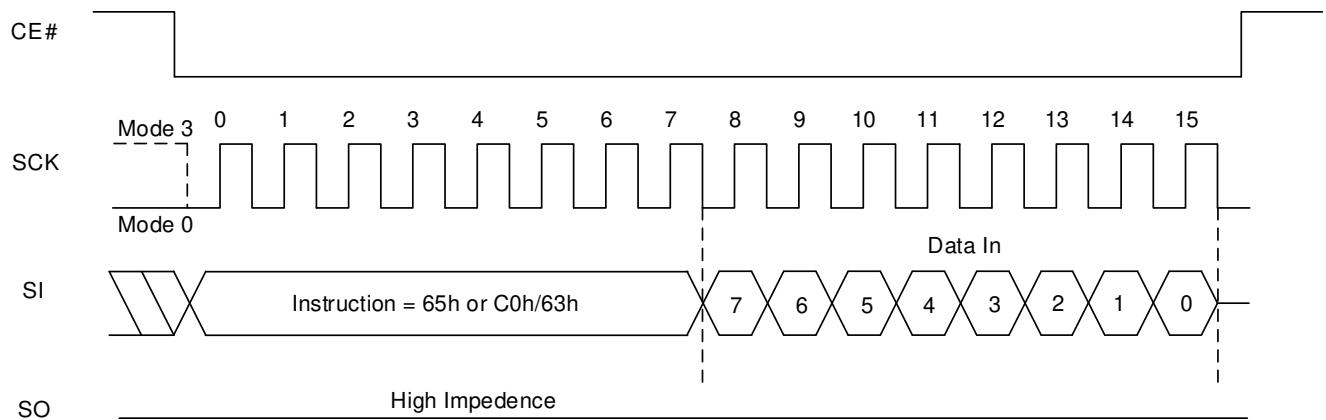 CE#
0 1 2 3 4 5 6 7 8 9 10 11 12 13 14 15
Mode 3
SCK
Mode 0
Data In
SI
Instruction = 65h or C0h/63h
7 6 5 4 3 2 1 0
High Impedence
SO